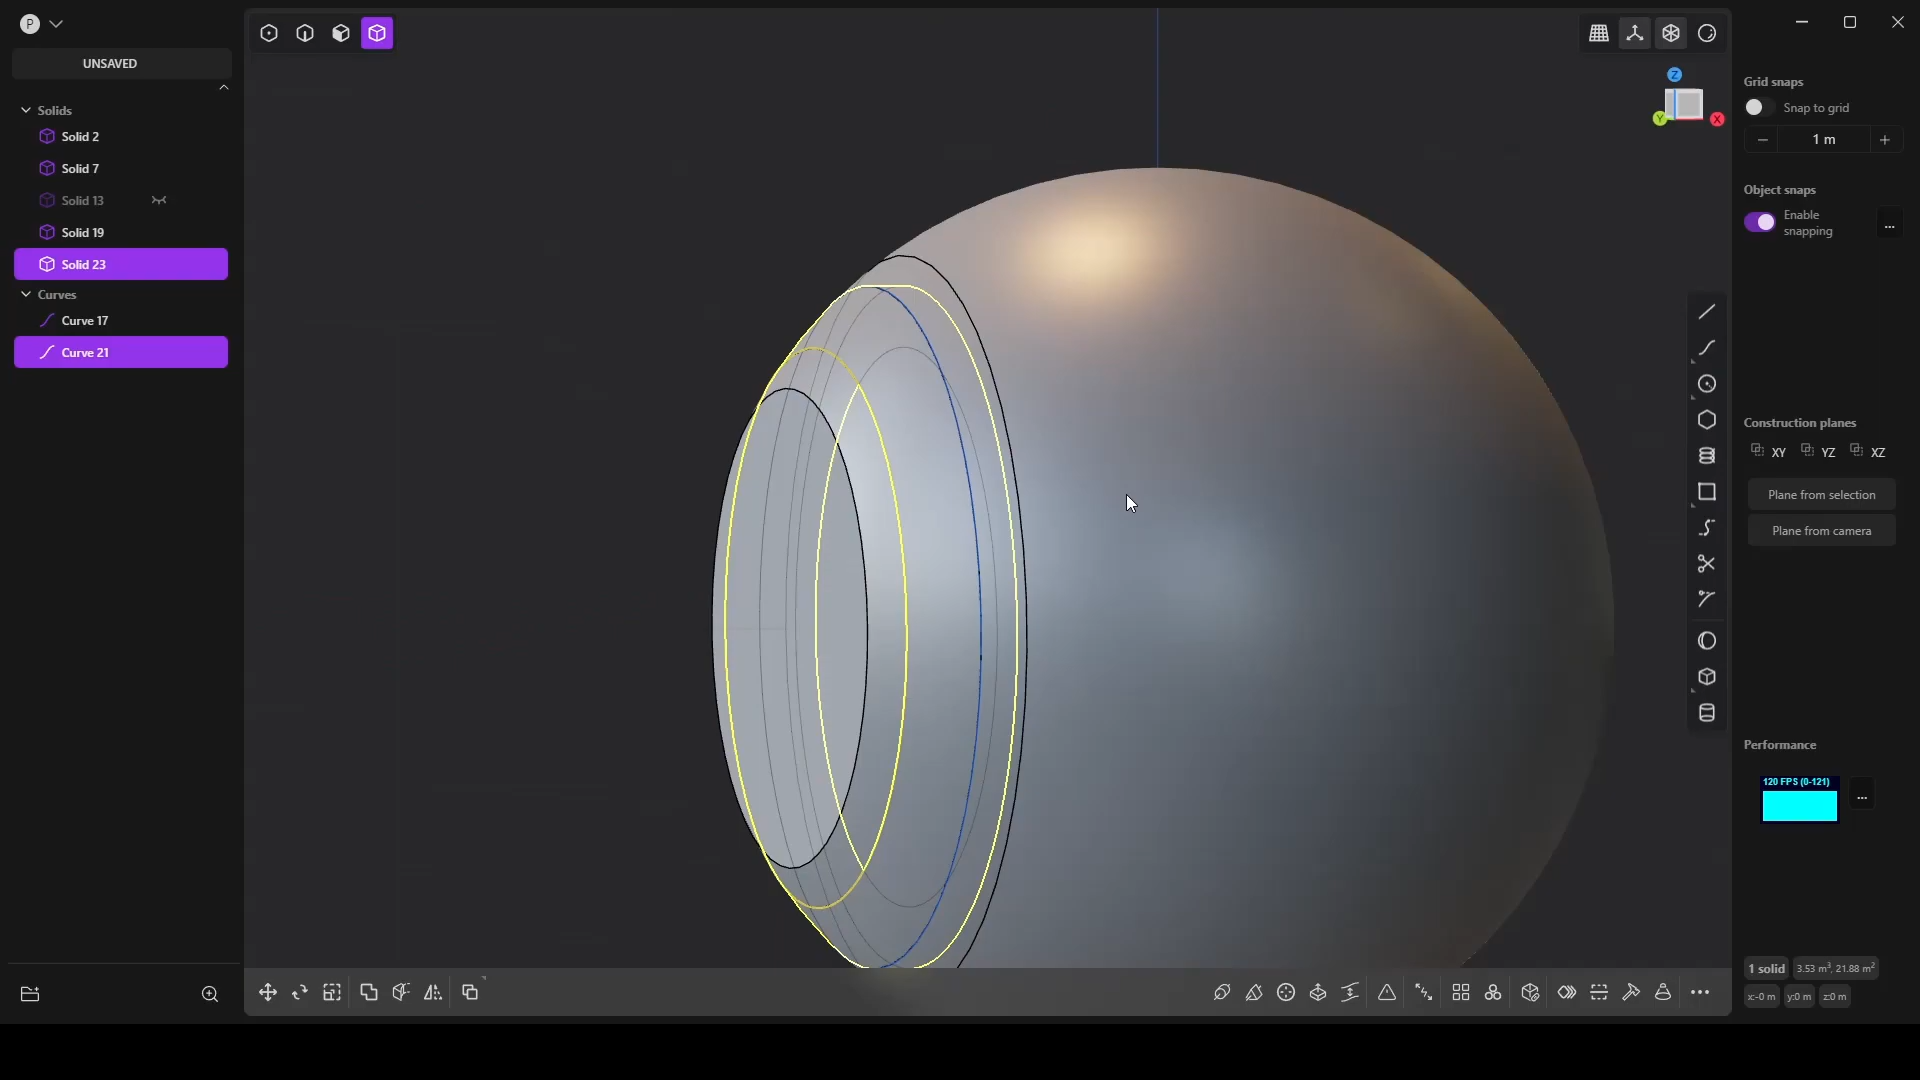 P
UNSAVED
Solids
Solid 2
Solid 7
Solid 13
Solid 19
Solid 23
Curves
Curve 17
Curve 21
Z
Y
X
Grid snaps
Snap to grid
1 m
Object snaps
Enable
snapping
...
Construction planes
XY YZ XZ
Plane from selection
Plane from camera
Performance
120 FPS (0-121)
...
1 solid 3.53 m³, 21.88 m²
x:-0 m y:0 m z:0 m